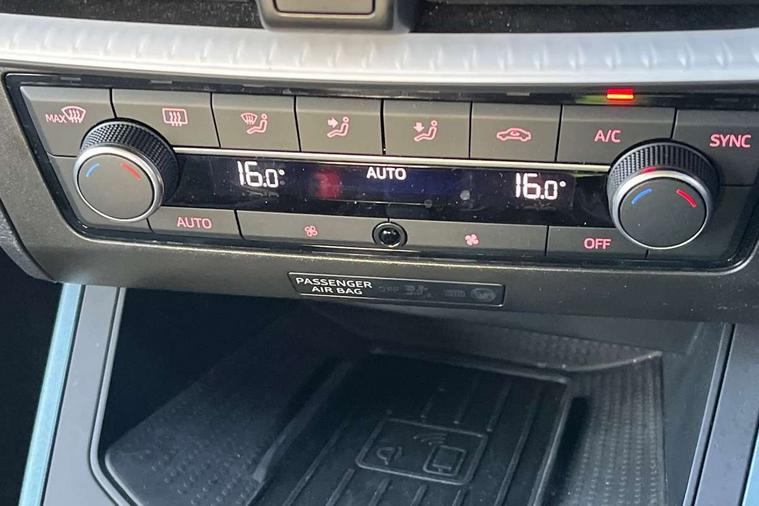 MAX
A/C
SYNC
16.0°
AUTO
16.0°
AUTO
OFF
PASSENGER
AIR BAG